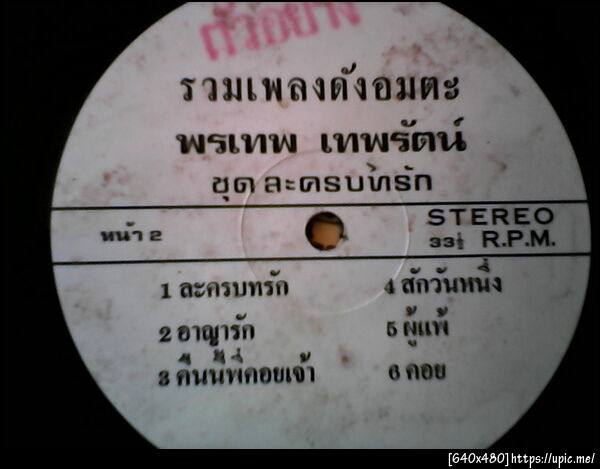 ตัวอย่าง
รวมเพลงดังอมตะ
พรเทพ เทพรัตน์
ชุด ละครบทรัก
หน้า 2
STEREO
33⅓ R.P.M.
1 ละครบทรัก
2 อาญารัก
3 คืนนี้พี่คอยเจ้า
4 สักวันหนึ่ง
5 ผู้แพ้
6 คอย
[640x480]https://upic.me/